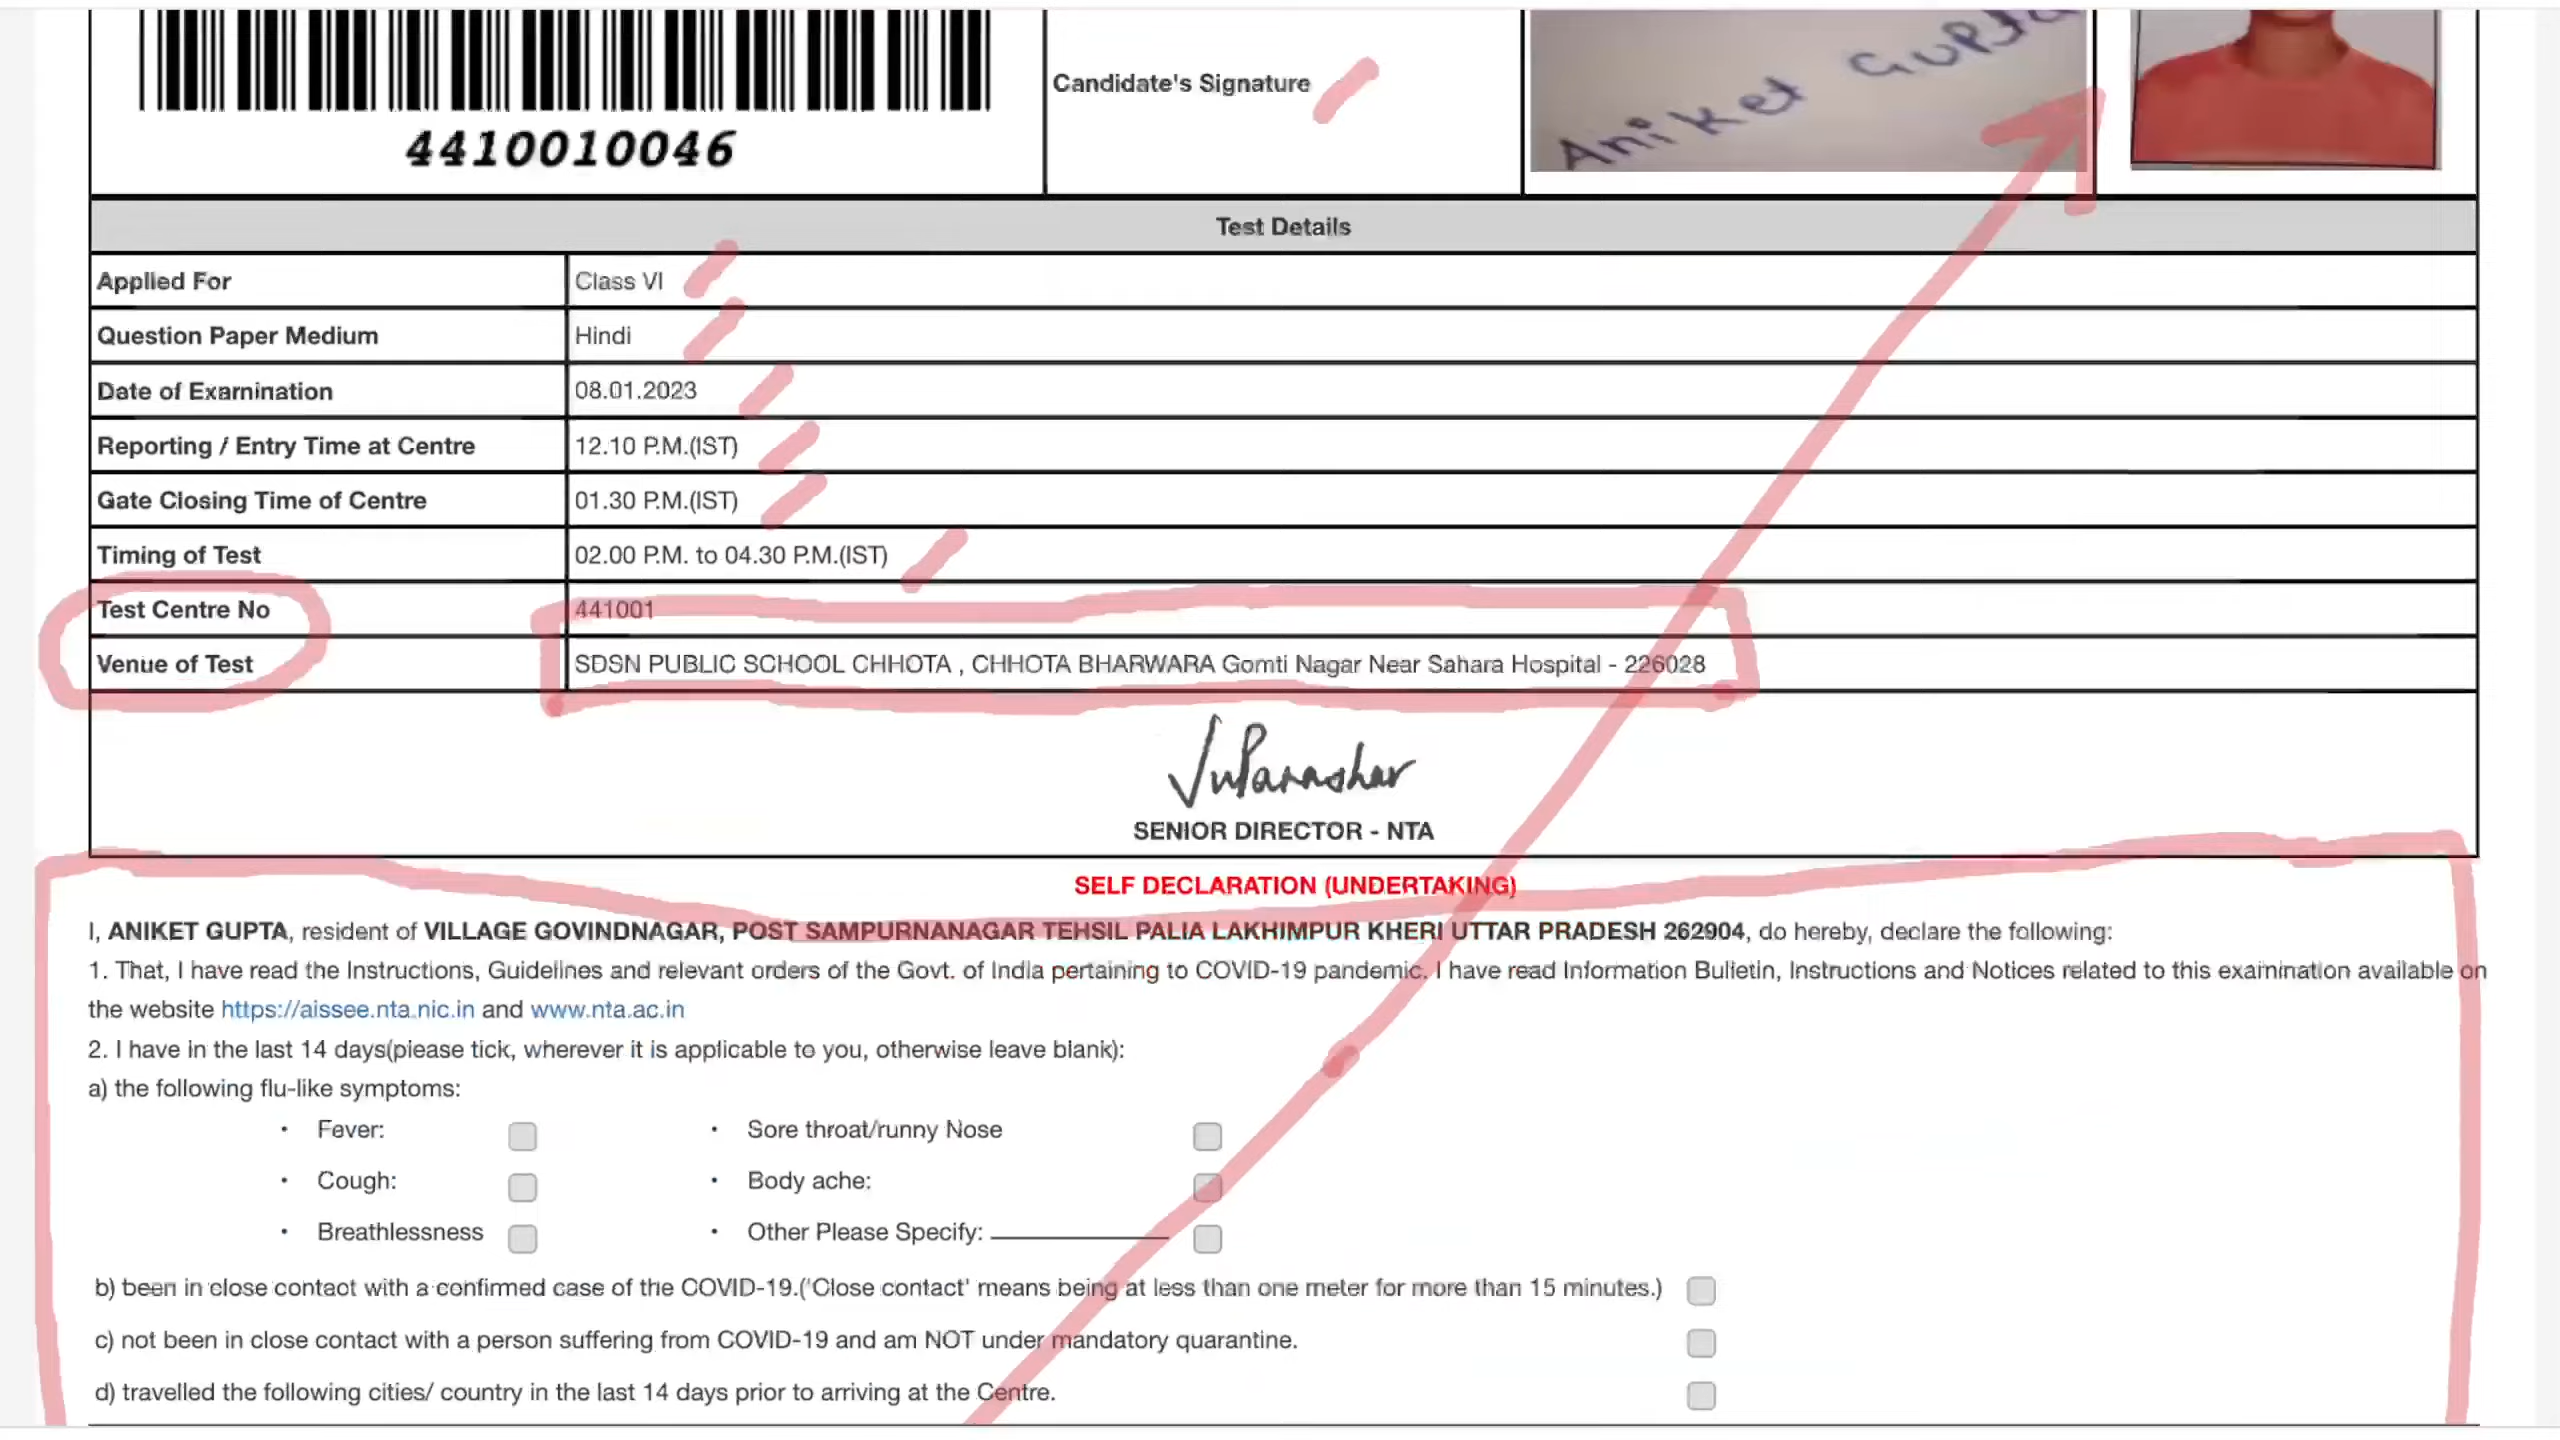 4410010046
Candidate's Signature
Aniket Gupta
Test Details
Applied For Class VI
Question Paper Medium Hindi
Date of Examination 08.01.2023
Reporting / Entry Time at Centre 12.10 P.M.(IST)
Gate Closing Time of Centre 01.30 P.M.(IST)
Timing of Test 02.00 P.M. to 04.30 P.M.(IST)
Test Centre No 441001
Venue of Test SDSN PUBLIC SCHOOL CHHOTA , CHHOTA BHARWARA Gomti Nagar Near Sahara Hospital - 226028
SENIOR DIRECTOR - NTA
SELF DECLARATION (UNDERTAKING)
I, ANIKET GUPTA, resident of VILLAGE GOVINDNAGAR, POST SAMPURNANAGAR TEHSIL PALIA LAKHIMPUR KHERI UTTAR PRADESH 262904, do hereby, declare the following:
1. That, I have read the Instructions, Guidelines and relevant orders of the Govt. of India pertaining to COVID-19 pandemic. I have read Information Bulletin, Instructions and Notices related to this examination available on
the website https://aissee.nta.nic.in and www.nta.ac.in
2. I have in the last 14 days(please tick, wherever it is applicable to you, otherwise leave blank):
a) the following flu-like symptoms:
• Fever: • Sore throat/runny Nose
• Cough: • Body ache:
• Breathlessness • Other Please Specify:
b) been in close contact with a confirmed case of the COVID-19.('Close contact' means being at less than one meter for more than 15 minutes.)
c) not been in close contact with a person suffering from COVID-19 and am NOT under mandatory quarantine.
d) travelled the following cities/ country in the last 14 days prior to arriving at the Centre.